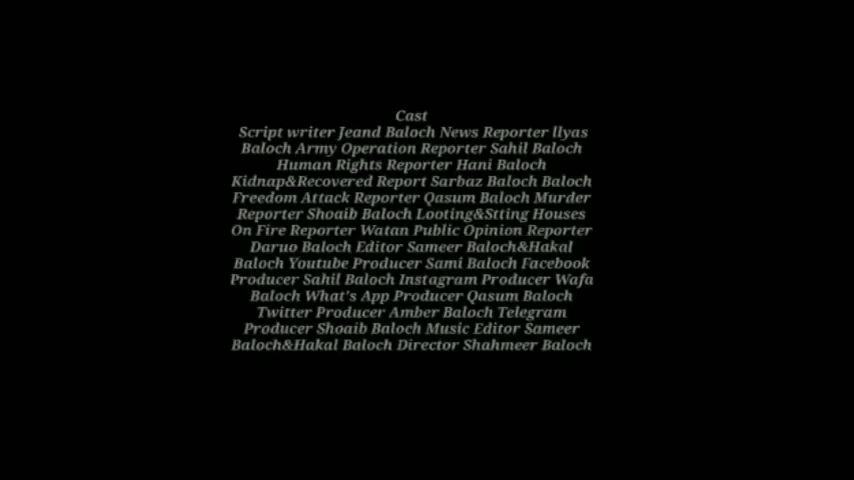 Cast
Script writer Jeand Baloch News Reporter llyas
Baloch Army Operation Reporter Sahil Baloch
Human Rights Reporter Hani Baloch
Kidnap&Recovered Report Sarbaz Baloch Baloch
Freedom Attack Reporter Qasum Baloch Murder
Reporter Shoaib Baloch Looting&Stting Houses
On Fire Reporter Watan Public Opinion Reporter
Daruo Baloch Editor Sameer Baloch&Hakal
Baloch Youtube Producer Sami Baloch Facebook
Producer Sahil Baloch Instagram Producer Wafa
Baloch What's App Producer Qasum Baloch
Twitter Producer Amber Baloch Telegram
Producer Shoaib Baloch Music Editor Sameer
Baloch&Hakal Baloch Director Shahmeer Baloch